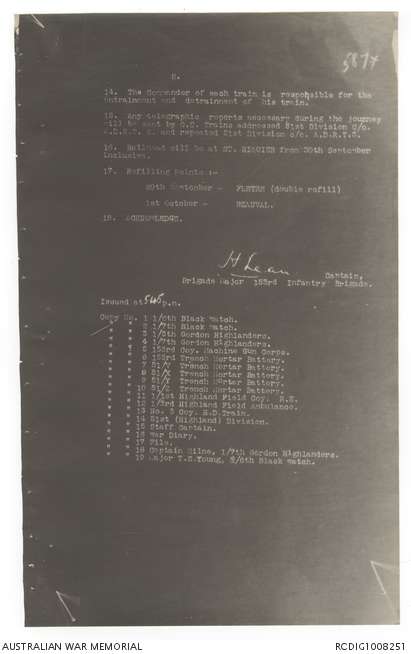 2.
14. The Commander of each train is responsible for the
entrainment and detrainment of his train.
15. Any telegraphic reports necessary during the journey
will be sent by O.C. Trains addressed 51st Division c/o.
and repeated 51st Division c/o. A.D.R.T.S.
16. Railhead will be at ST. RIQUIER from 30th September
inclusive.
17. Refilling Points :-
29th September - FLETRE (double refill)
1st October - BEAUVAL.
18. ACKNOWLEDGE.
Captain,
Brigade Major 153rd Infantry Brigade.
Issued at 5.45 p.m.
Copy No. 1 1/6th Black Watch.
" " 2 1/7th Black Watch.
" " 3 1/5th Gordon Highlanders.
" " 4 1/7th Gordon Highlanders.
" " 5 153rd Coy. Machine Gun Corps.
" " 6 153rd Trench Mortar Battery.
" " 7 51/ Trench Mortar Battery.
" " 8 51/X Trench Mortar Battery.
" " 9 51/Y Trench Mortar Battery.
" " 10 51/Z Trench Mortar Battery.
" " 11 1/1st Highland Field Coy. R.E.
" " 12 1/3rd Highland Field Ambulance.
" " 13 No. 3 Coy. H.D.Train.
" " 14 51st (Highland) Division.
" " 15 Staff Captain.
" " 16 War Diary.
" " 17 File.
" " 18 Captain Milne, 1/7th Gordon Highlanders.
" " 19 Major T.E.Young, /6th Black Watch.
AUSTRALIAN WAR MEMORIAL
RCDIG1008251